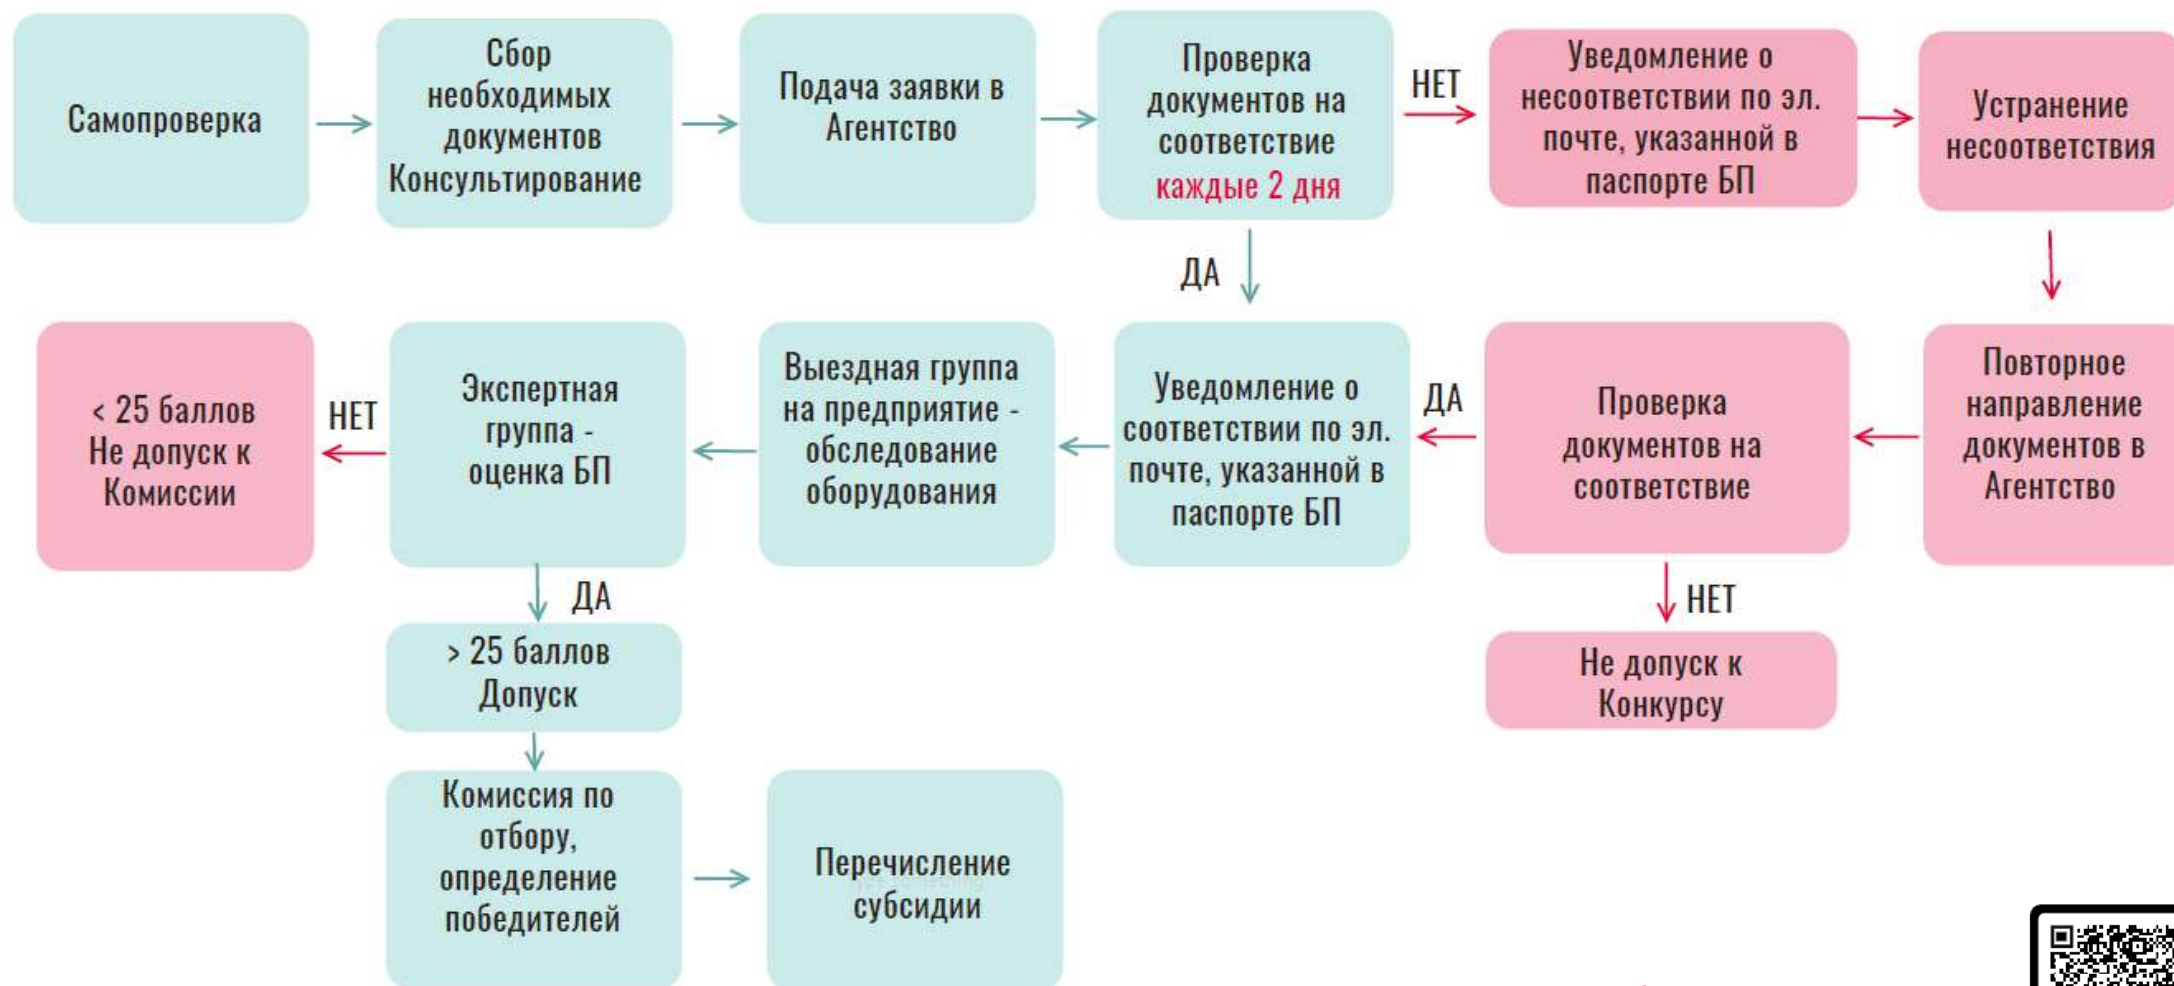 Самопроверка
Сбор
необходимых
документов
Консультирование
Подача заявки в
Агентство
Проверка
документов на
соответствие
каждые 2 дня
НЕТ
Уведомление о
несоответствии по эл.
почте, указанной в
паспорте БП
Устранение
несоответствия
ДА
< 25 баллов
Не допуск к
Комиссии
НЕТ
Экспертная
группа -
оценка БП
Выездная группа
на предприятие -
обследование
оборудования
Уведомление о
соответствии по эл.
почте, указанной в
паспорте БП
ДА
Проверка
документов на
соответствие
Повторное
направление
документов в
Агентство
ДА
НЕТ
> 25 баллов
Допуск
Не допуск к
Конкурсу
Комиссия по
отбору,
определение
победителей
Перечисление
субсидии